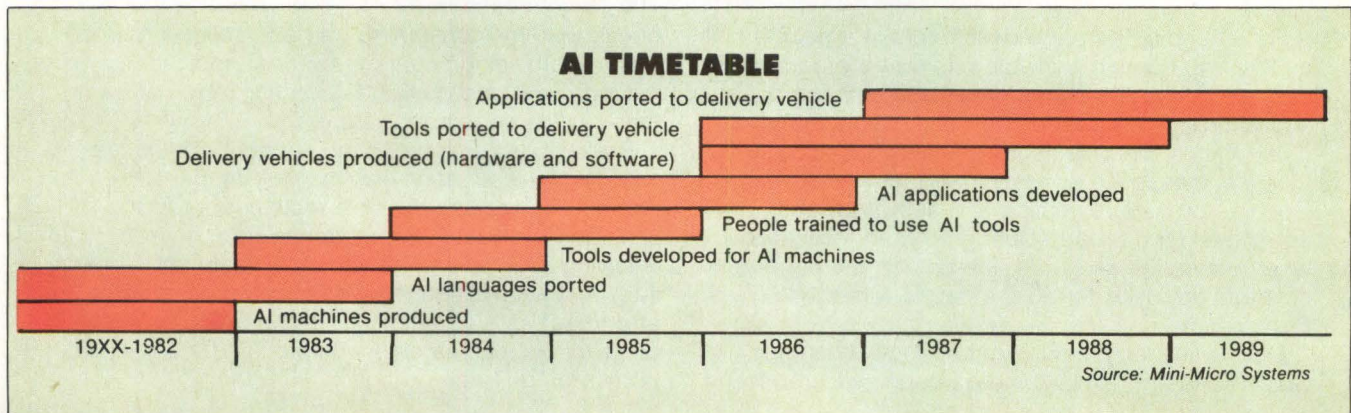 AI TIMETABLE
Applications ported to delivery vehicle
Tools ported to delivery vehicle
Delivery vehicles produced (hardware and software)
AI applications developed
People trained to use AI tools
Tools developed for AI machines
AI languages ported
AI machines produced
19XX-1982 1983 1984 1985 1986 1987 1988 1989
Source: Mini-Micro Systems